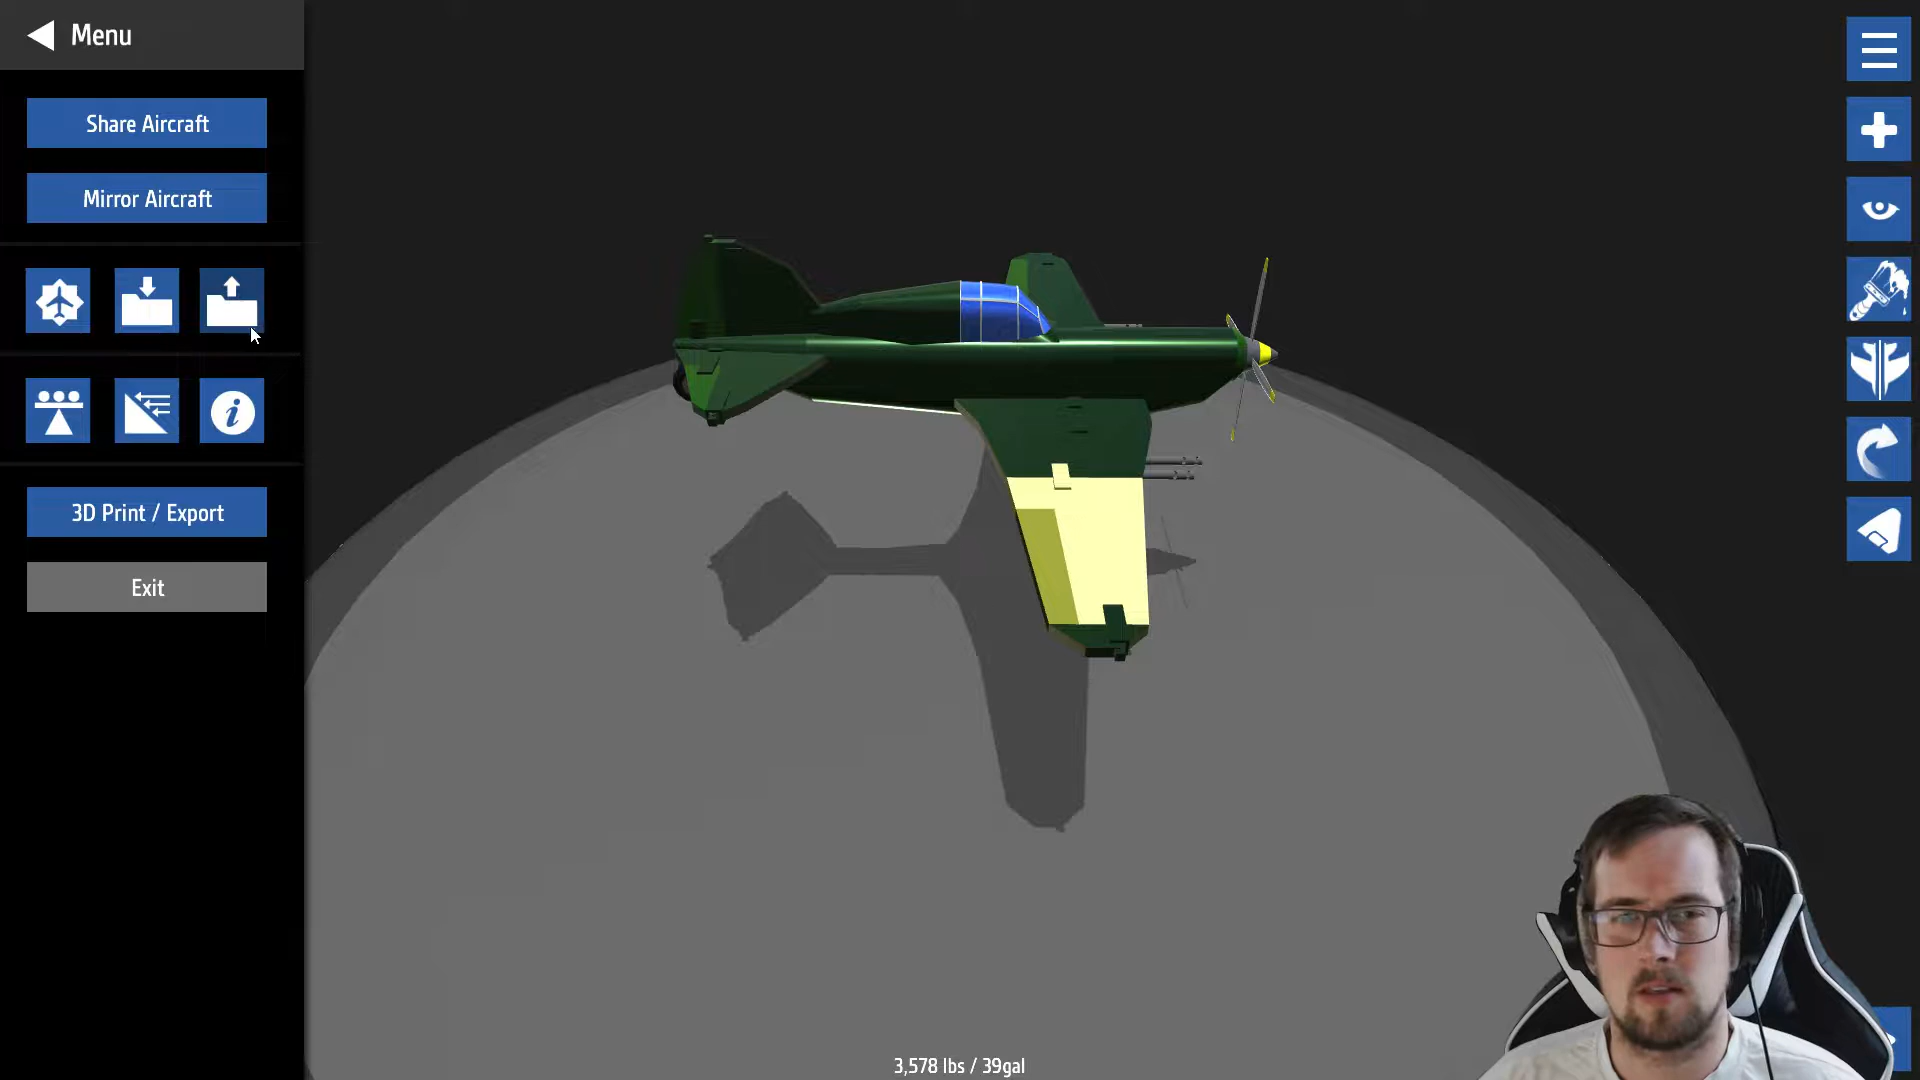 Menu
Share Aircraft
Mirror Aircraft
3D Print / Export
Exit
3,578 lbs / 39gal